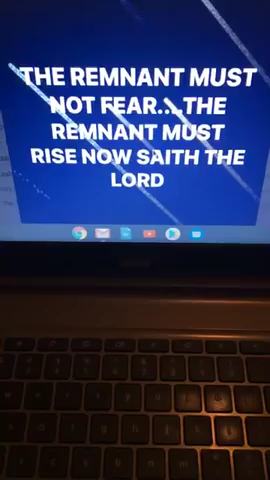 THE REMNANT MUST
NOT FEAR...THE
REMNANT MUST
RISE NOW SAITH THE
LORD